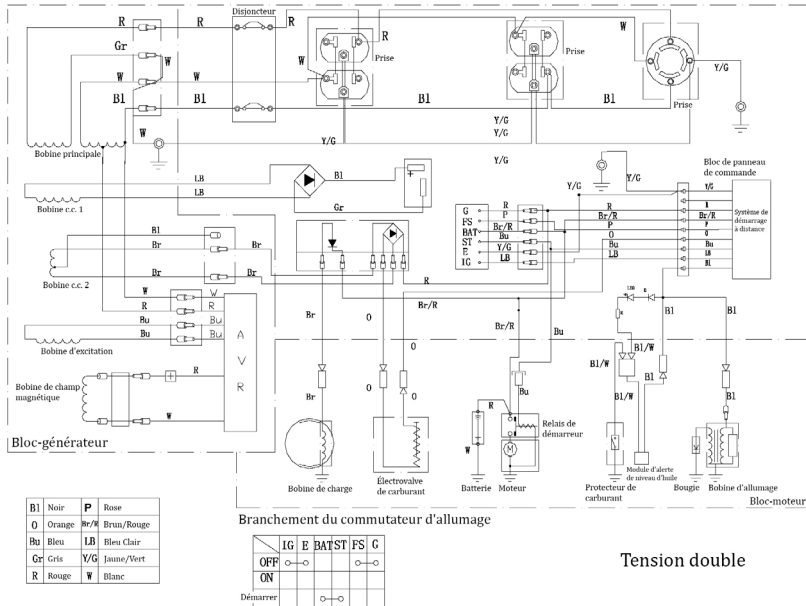 Disjoncteur
R
R
R
R
W
Gr
W
Prise
Prise
W
W
W
Y/G
Prise
Bl
Bl
Bl
Bl
W
Y/G
Y/G
Y/G
Y/G
Bobine principale
Bloc de panneau
de commande
LB
Bl
LB
Gr
Bobine c.c. 1
Y/G
Y/G
G
FS
BAT
ST
E
IG
R
P
Br/R
Bu
Y/G
LB
R
Br/R
P
O
Bu
LB
Y/G
R
Br/R
P
O
Bu
LB
Bl
Système de
démarrage
à distance
Bl
Br
Br
Br
Br
Bobine c.c. 2
R
Br/R
W
R
Bu
Bu
W
R
Bu
Bu
A
V
R
Bobine d'excitation
Br
O
O
Br/R
Bu
LED
R
R
Bl
Bl
Bl/W
Bl
Bl/W
Bobine de champ
magnétique
R
W
Br
O
O
Bu
R
W
M
Relais de
démarreur
W
Bloc-générateur
Bobine de charge
Électrovalve
de carburant
Batterie
Moteur
Protecteur de
carburant
Module d'alerte
de niveau d'huile
Bougie
Bobine d'allumage
Bloc-moteur
Bl Noir P Rose
O Orange Br/R Brun/Rouge
Bu Bleu LB Bleu Clair
Gr Gris Y/G Jaune/Vert
R Rouge W Blanc
Branchement du commutateur d'allumage
IG E BAT ST FS G
OFF
ON
Démarrer
Tension double